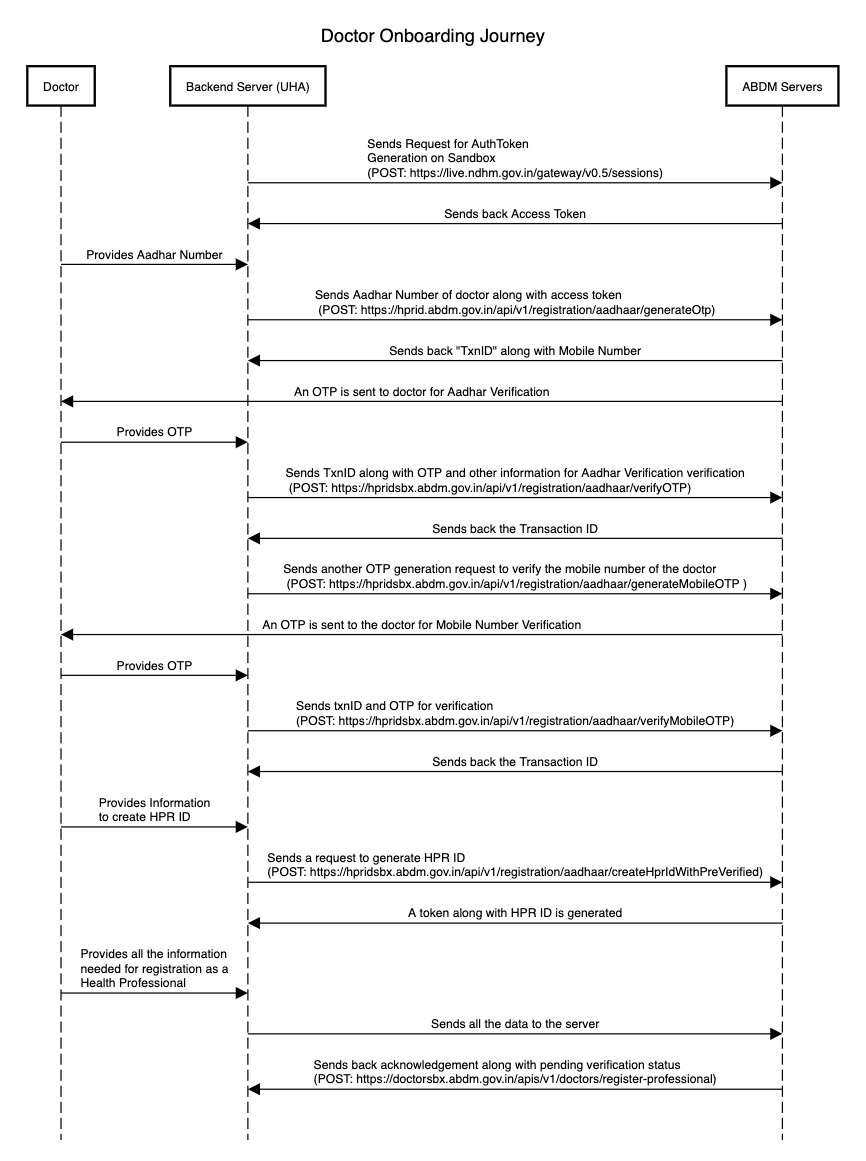 Doctor Onboarding Journey
Doctor
Backend Server (UHA)
ABDM Servers
Sends Request for AuthToken
Generation on Sandbox
(POST: https://live.ndhm.gov.in/gateway/v0.5/sessions)
Sends back Access Token
Provides Aadhar Number
Sends Aadhar Number of doctor along with access token
(POST: https://hprid.abdm.gov.in/api/v1/registration/aadhaar/generateOtp)
Sends back "TxnID" along with Mobile Number
An OTP is sent to doctor for Aadhar Verification
Provides OTP
Sends TxnID along with OTP and other information for Aadhar Verification verification
(POST: https://hpridsbx.abdm.gov.in/api/v1/registration/aadhaar/verifyOTP)
Sends back the Transaction ID
Sends another OTP generation request to verify the mobile number of the doctor
(POST: https://hpridsbx.abdm.gov.in/api/v1/registration/aadhaar/generateMobileOTP )
An OTP is sent to the doctor for Mobile Number Verification
Provides OTP
Sends txnID and OTP for verification
(POST: https://hpridsbx.abdm.gov.in/api/v1/registration/aadhaar/verifyMobileOTP)
Sends back the Transaction ID
Provides Information
to create HPR ID
Sends a request to generate HPR ID
(POST: https://hpridsbx.abdm.gov.in/api/v1/registration/aadhaar/createHprIdWithPreVerified)
A token along with HPR ID is generated
Provides all the information
needed for registration as a
Health Professional
Sends all the data to the server
Sends back acknowledgement along with pending verification status
(POST: https://doctorsbx.abdm.gov.in/apis/v1/doctors/register-professional)